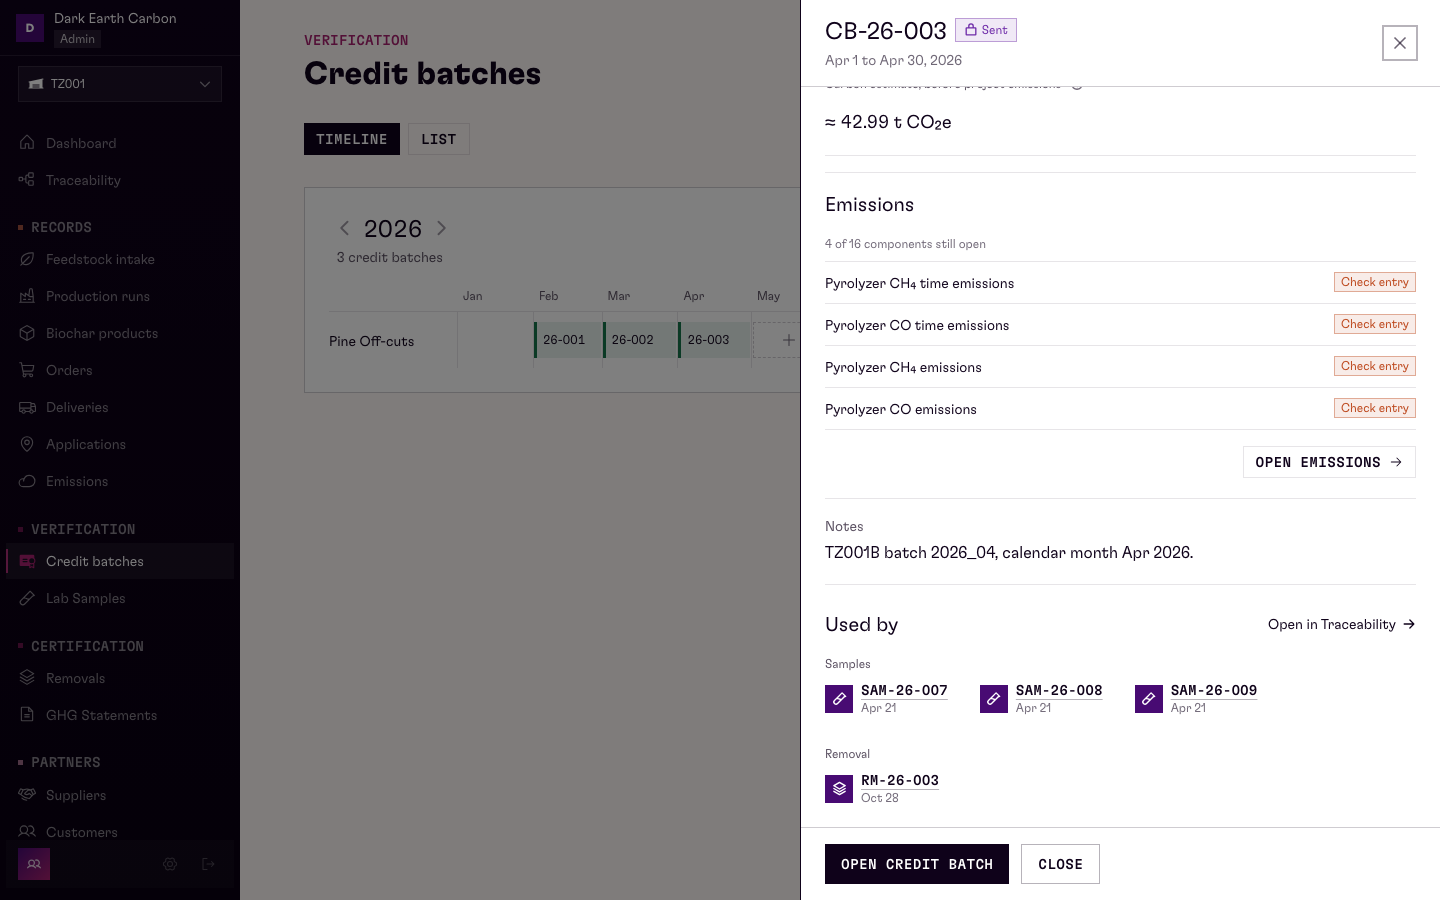 D
Dark Earth Carbon
Admin
TZ001
Dashboard
Traceability
RECORDS
Feedstock intake
Production runs
Biochar products
Orders
Deliveries
Applications
Emissions
VERIFICATION
Credit batches
Lab Samples
CERTIFICATION
Removals
GHG Statements
PARTNERS
Suppliers
Customers
VERIFICATION
Credit batches
TIMELINE
LIST
2026
3 credit batches
Jan Feb Mar Apr May
Pine Off-cuts
26-001 26-002 26-003
CB-26-003
Sent
Apr 1 to Apr 30, 2026
Carbon estimate, before project emissions
≈ 42.99 t CO₂e
Emissions
4 of 16 components still open
Pyrolyzer CH₄ time emissions Check entry
Pyrolyzer CO time emissions Check entry
Pyrolyzer CH₄ emissions Check entry
Pyrolyzer CO emissions Check entry
OPEN EMISSIONS →
Notes
TZ001B batch 2026_04, calendar month Apr 2026.
Used by
Open in Traceability →
Samples
SAM-26-007 SAM-26-008 SAM-26-009
Apr 21 Apr 21 Apr 21
Removal
RM-26-003
Oct 28
OPEN CREDIT BATCH
CLOSE